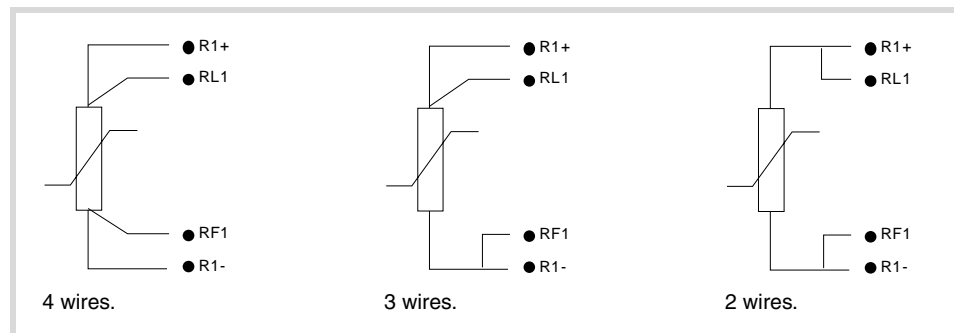 R1+
RL1
RF1
R1-
4 wires.
R1+
RL1
RF1
R1-
3 wires.
R1+
RL1
RF1
R1-
2 wires.